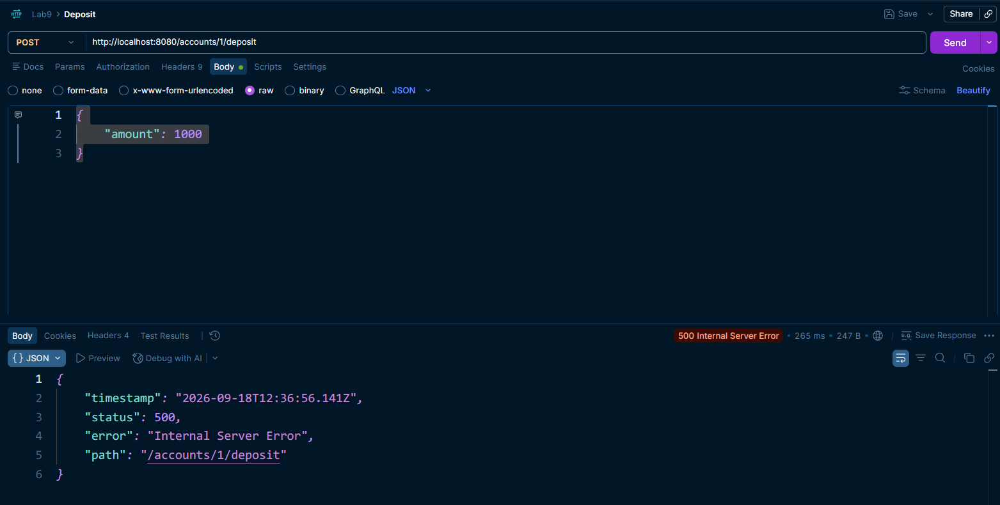 HTTP Lab9 > Deposit Save Share
POST http://localhost:8080/accounts/1/deposit Send
Docs Params Authorization Headers 9 Body Scripts Settings Cookies
none form-data x-www-form-urlencoded raw binary GraphQL JSON Schema Beautify
1 {
2 "amount": 1000
3 }
Body Cookies Headers 4 Test Results 500 Internal Server Error • 265 ms • 247 B • e.g. Save Response
{} JSON Preview Debug with AI
1 {
2 "timestamp": "2026-09-18T12:36:56.141Z",
3 "status": 500,
4 "error": "Internal Server Error",
5 "path": "/accounts/1/deposit"
6 }